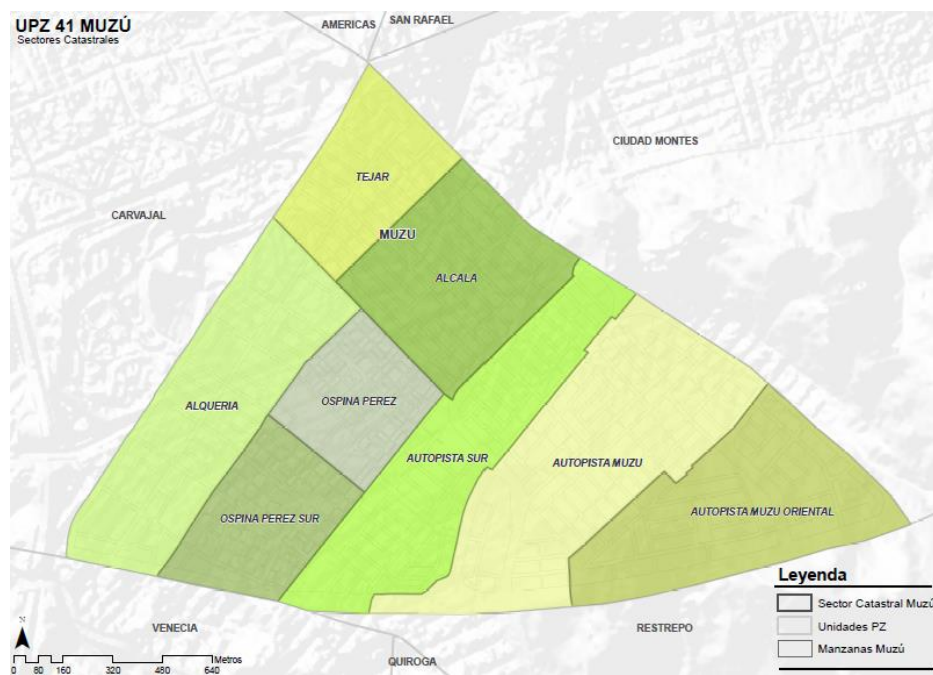 UPZ 41 MUZÚ
Sectores Catastrales
AMERICAS
SAN RAFAEL
CIUDAD MONTES
TEJAR
CARVAJAL
MUZU
ALCALA
ALQUERIA
OSPINA PEREZ
AUTOPISTA SUR
AUTOPISTA MUZU
OSPINA PEREZ SUR
AUTOPISTA MUZU ORIENTAL
VENECIA
RESTREPO
QUIROGA
N
Metros
0 80 160 320 480 640
Leyenda
Sector Catastral Muzú
Unidades PZ
Manzanas Muzú